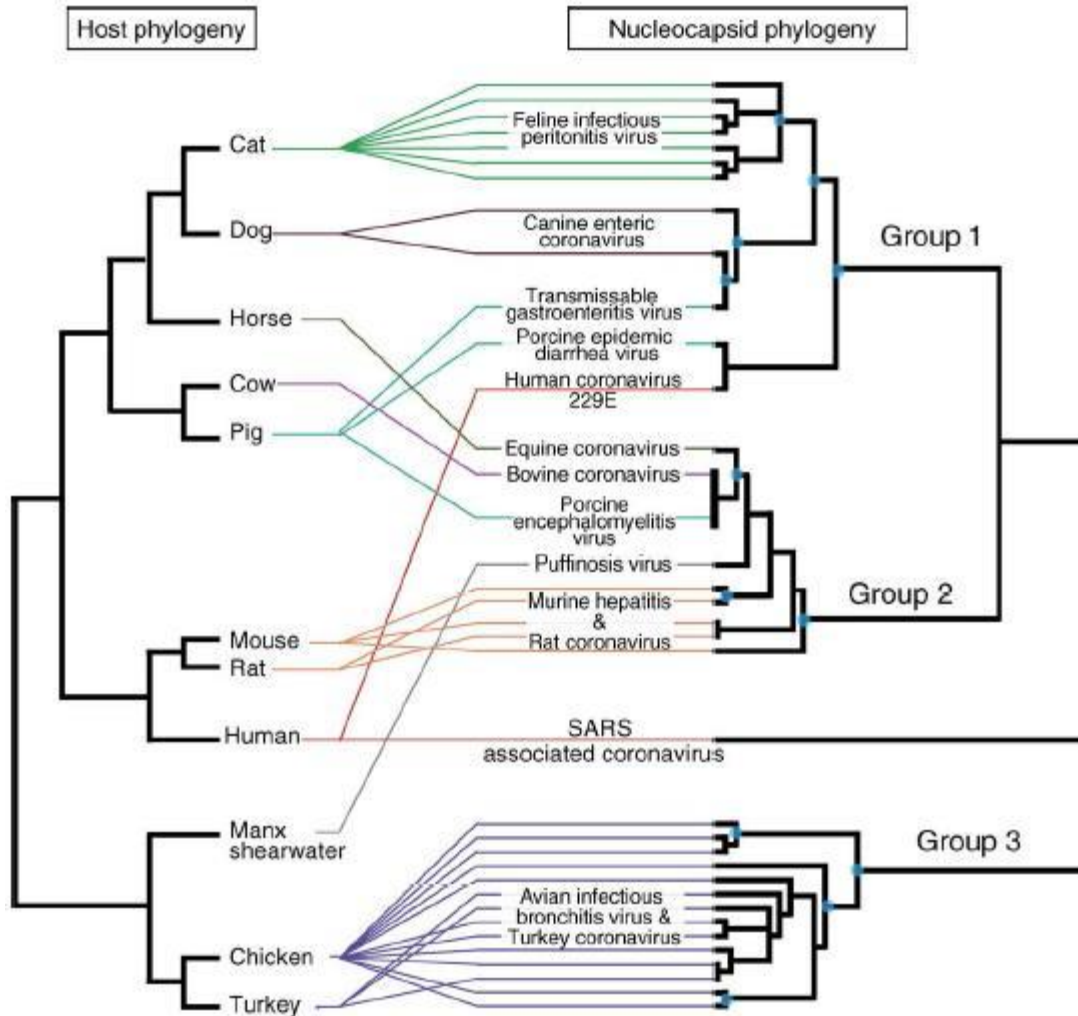 Host phylogeny
Nucleocapsid phylogeny
Cat
Dog
Horse
Cow
Pig
Mouse
Rat
Human
Manx
shearwater
Chicken
Turkey
Feline infectious
peritonitis virus
Canine enteric
coronavirus
Transmissable
gastroenteritis virus
Porcine epidemic
diarrhea virus
Human coronavirus
229E
Equine coronavirus
Bovine coronavirus
Porcine
encephalomyelitis
virus
Puffinosis virus
Murine hepatitis
&
Rat coronavirus
SARS
associated coronavirus
Avian infectious
bronchitis virus &
Turkey coronavirus
Group 1
Group 2
Group 3